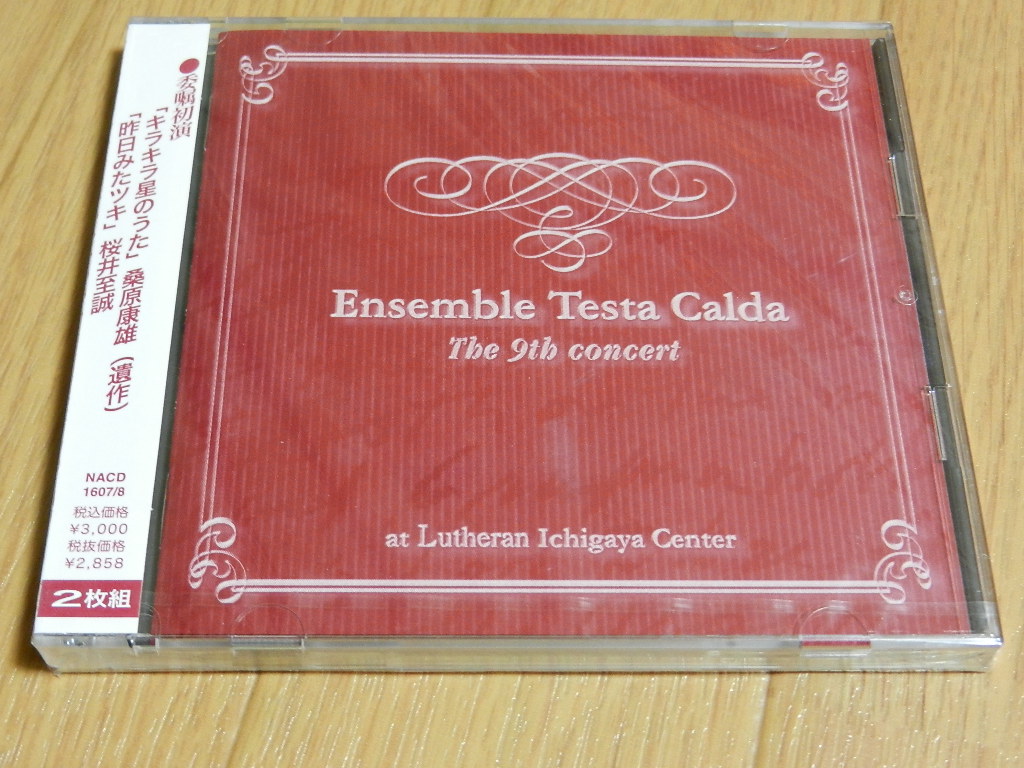 ●委嘱初演
「キラキラ星のうた」桑原康雄（遺作）
「昨日みたツキ」桜井至誠
NACD
1607/8
税込価格
¥3,000
税抜価格
¥2,858
2枚組
Ensemble Testa Calda
The 9th concert
at Lutheran Ichigaya Center